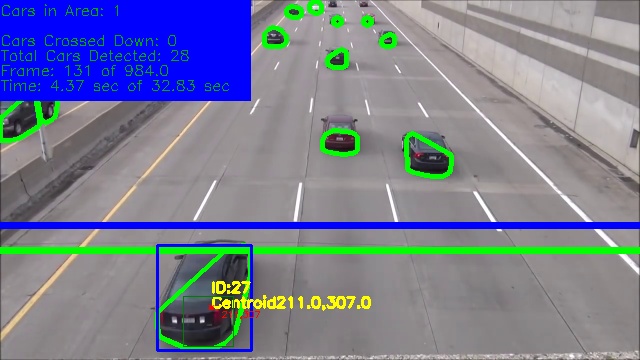 Cars in Area: 1
Cars Crossed Down: 0
Total Cars Detected: 28
Frame: 131 of 984.0
Time: 4.37 sec of 32.83 sec
ID:27
Centroid211.0,307.0